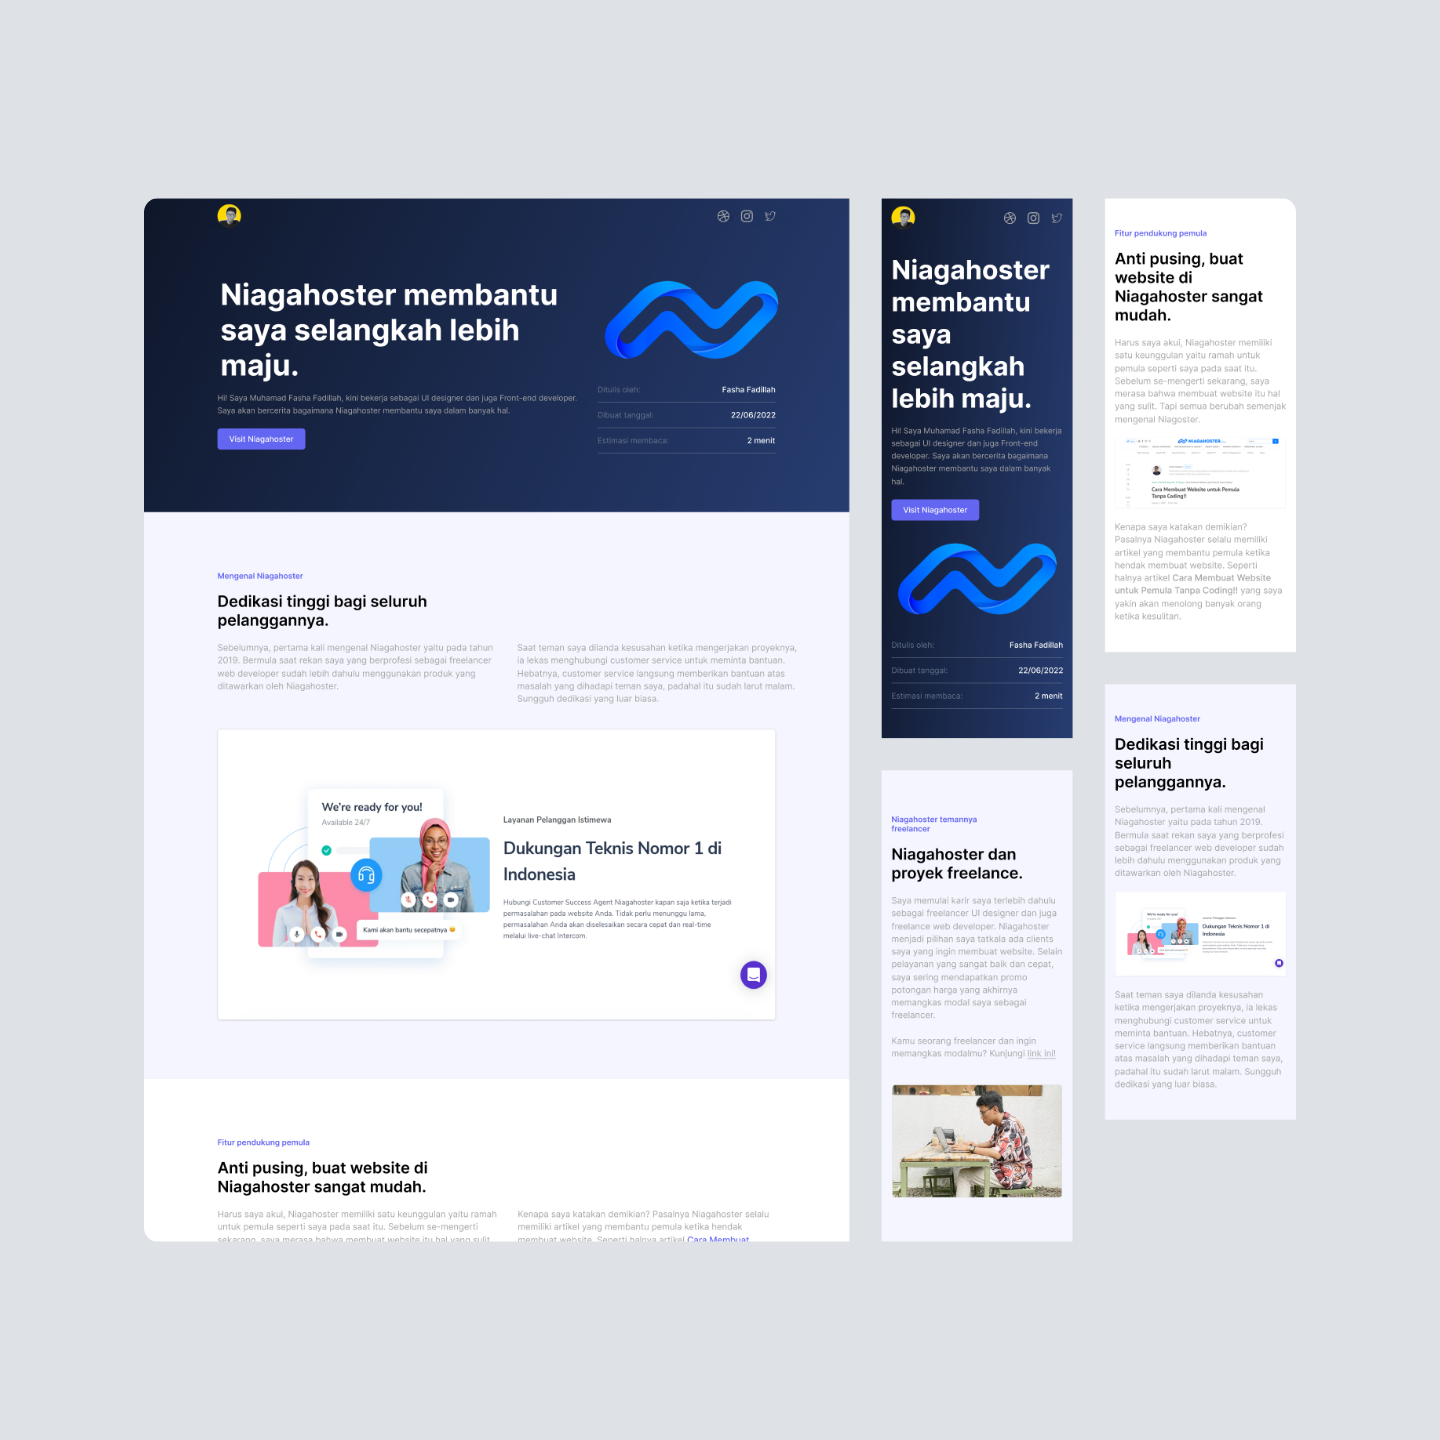 Niagahoster membantu
saya selangkah lebih
maju.
Hi! Saya Muhamad Fasha Fadillah, kini bekerja sebagai UI designer dan juga Front-end developer.
Saya akan bercerita bagaimana Niagahoster membantu saya dalam banyak hal.
Visit Niagahoster
Ditulis oleh: Fasha Fadillah
Dibuat tanggal: 22/06/2022
Estimasi membaca: 2 menit
Mengenal Niagahoster
Dedikasi tinggi bagi seluruh
pelanggannya.
Sebelumnya, pertama kali mengenal Niagahoster yaitu pada tahun
2019. Bermula saat rekan saya yang berprofesi sebagai freelancer
web developer sudah lebih dahulu menggunakan produk yang
ditawarkan oleh Niagahoster.
Saat teman saya dilanda kesusahan ketika mengerjakan proyeknya,
ia lekas menghubungi customer service untuk meminta bantuan.
Hebatnya, customer service langsung memberikan bantuan atas
masalah yang dihadapi teman saya, padahal itu sudah larut malam.
Sungguh dedikasi yang luar biasa.
We're ready for you!
Available 24/7
Kami akan bantu secepatnya
Layanan Pelanggan Istimewa
Dukungan Teknis Nomor 1 di
Indonesia
Hubungi Customer Success Agent Niagahoster kapan saja ketika terjadi
permasalahan pada website Anda. Tidak perlu menunggu lama,
permasalahan Anda akan diselesaikan secara cepat dan real-time
melalui live-chat Intercom.
Fitur pendukung pemula
Anti pusing, buat website di
Niagahoster sangat mudah.
Harus saya akui, Niagahoster memiliki satu keunggulan yaitu ramah
untuk pemula seperti saya pada saat itu. Sebelum se-mengerti
sekarang, saya merasa bahwa membuat website itu hal yang sulit.
Kenapa saya katakan demikian? Pasalnya Niagahoster selalu
memiliki artikel yang membantu pemula ketika hendak
membuat website. Seperti halnya artikel Cara Membuat
Niagahoster
membantu
saya
selangkah
lebih maju.
Hi! Saya Muhamad Fasha Fadillah, kini bekerja
sebagai UI designer dan juga Front-end
developer. Saya akan bercerita bagaimana
Niagahoster membantu saya dalam banyak
hal.
Visit Niagahoster
Ditulis oleh: Fasha Fadillah
Dibuat tanggal: 22/06/2022
Estimasi membaca: 2 menit
Niagahoster temannya
freelancer
Niagahoster dan
proyek freelance.
Saya memulai karir saya terlebih dahulu
sebagai freelancer UI designer dan juga
freelance web developer. Niagahoster
menjadi pilihan saya tatkala ada clients
saya yang ingin membuat website. Selain
pelayanan yang sangat baik dan cepat,
saya sering mendapatkan promo
potongan harga yang akhirnya
memangkas modal saya sebagai
freelancer.
Kamu seorang freelancer dan ingin
memangkas modalmu? Kunjungi link ini!
Fitur pendukung pemula
Anti pusing, buat
website di
Niagahoster sangat
mudah.
Harus saya akui, Niagahoster memiliki
satu keunggulan yaitu ramah untuk
pemula seperti saya pada saat itu.
Sebelum se-mengerti sekarang, saya
merasa bahwa membuat website itu hal
yang sulit. Tapi semua berubah semenjak
mengenal Niagoster.
NIAGAHOSTER
Cara Membuat Website untuk Pemula
Tanpa Coding!!
Kenapa saya katakan demikian?
Pasalnya Niagahoster selalu memiliki
artikel yang membantu pemula ketika
hendak membuat website. Seperti
halnya artikel Cara Membuat Website
untuk Pemula Tanpa Coding!! yang saya
yakin akan menolong banyak orang
ketika kesulitan.
Mengenal Niagahoster
Dedikasi tinggi bagi
seluruh
pelanggannya.
Sebelumnya, pertama kali mengenal
Niagahoster yaitu pada tahun 2019.
Bermula saat rekan saya yang berprofesi
sebagai freelancer web developer sudah
lebih dahulu menggunakan produk yang
ditawarkan oleh Niagahoster.
We're ready for you!
Dukungan Teknis Nomor 1 di
Indonesia
Saat teman saya dilanda kesusahan
ketika mengerjakan proyeknya, ia lekas
menghubungi customer service untuk
meminta bantuan. Hebatnya, customer
service langsung memberikan bantuan
atas masalah yang dihadapi teman saya,
padahal itu sudah larut malam. Sungguh
dedikasi yang luar biasa.